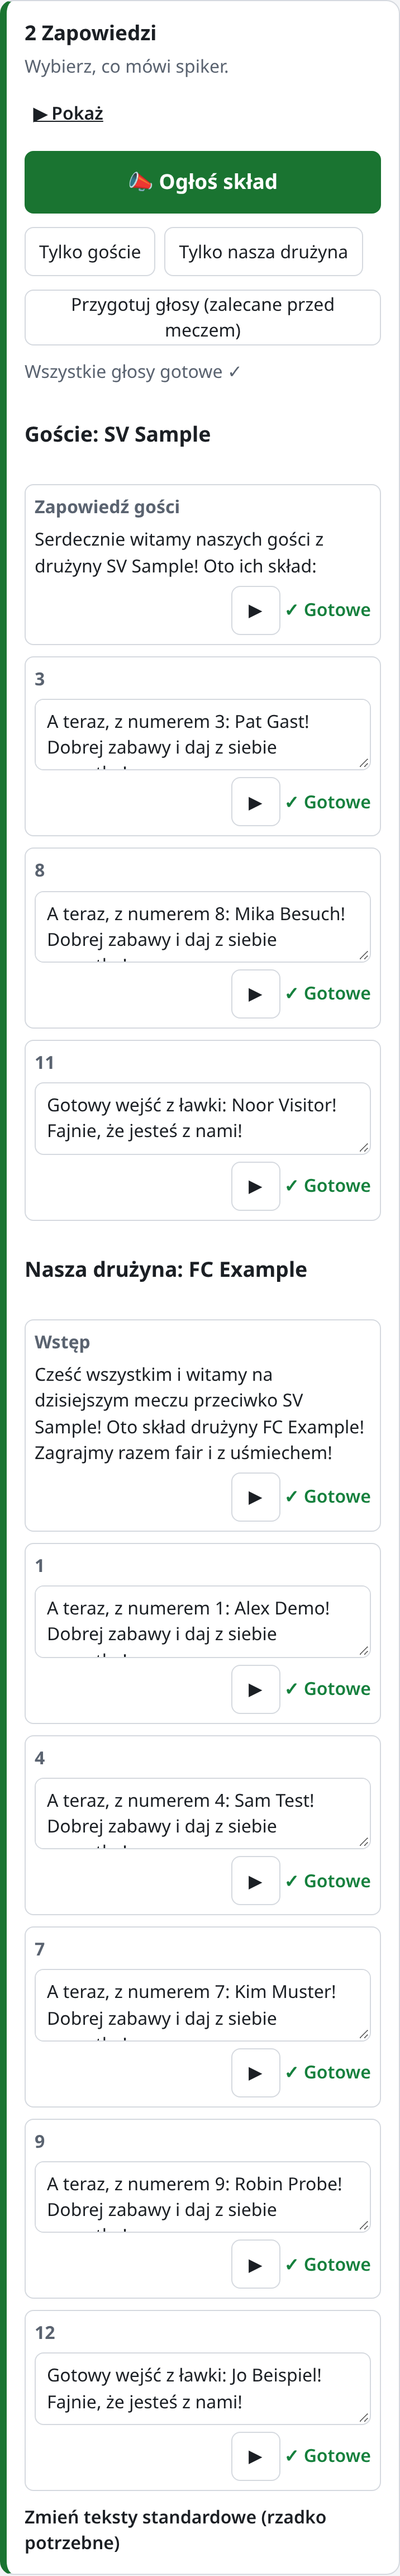 2 Zapowiedzi
Wybierz, co mówi spiker.
▶ Pokaż
📣 Ogłoś skład
Tylko goście
Tylko nasza drużyna
Przygotuj głosy (zalecane przed
meczem)
Wszystkie głosy gotowe ✓
Goście: SV Sample
Zapowiedź gości
Serdecznie witamy naszych gości z
drużyny SV Sample! Oto ich skład:
▶ ✓ Gotowe
3
A teraz, z numerem 3: Pat Gast!
Dobrej zabawy i daj z siebie
▶ ✓ Gotowe
8
A teraz, z numerem 8: Mika Besuch!
Dobrej zabawy i daj z siebie
▶ ✓ Gotowe
11
Gotowy wejść z ławki: Noor Visitor!
Fajnie, że jesteś z nami!
▶ ✓ Gotowe
Nasza drużyna: FC Example
Wstęp
Cześć wszystkim i witamy na
dzisiejszym meczu przeciwko SV
Sample! Oto skład drużyny FC Example!
Zagrajmy razem fair i z uśmiechem!
▶ ✓ Gotowe
1
A teraz, z numerem 1: Alex Demo!
Dobrej zabawy i daj z siebie
▶ ✓ Gotowe
4
A teraz, z numerem 4: Sam Test!
Dobrej zabawy i daj z siebie
▶ ✓ Gotowe
7
A teraz, z numerem 7: Kim Muster!
Dobrej zabawy i daj z siebie
▶ ✓ Gotowe
9
A teraz, z numerem 9: Robin Probe!
Dobrej zabawy i daj z siebie
▶ ✓ Gotowe
12
Gotowy wejść z ławki: Jo Beispiel!
Fajnie, że jesteś z nami!
▶ ✓ Gotowe
Zmień teksty standardowe (rzadko
potrzebne)